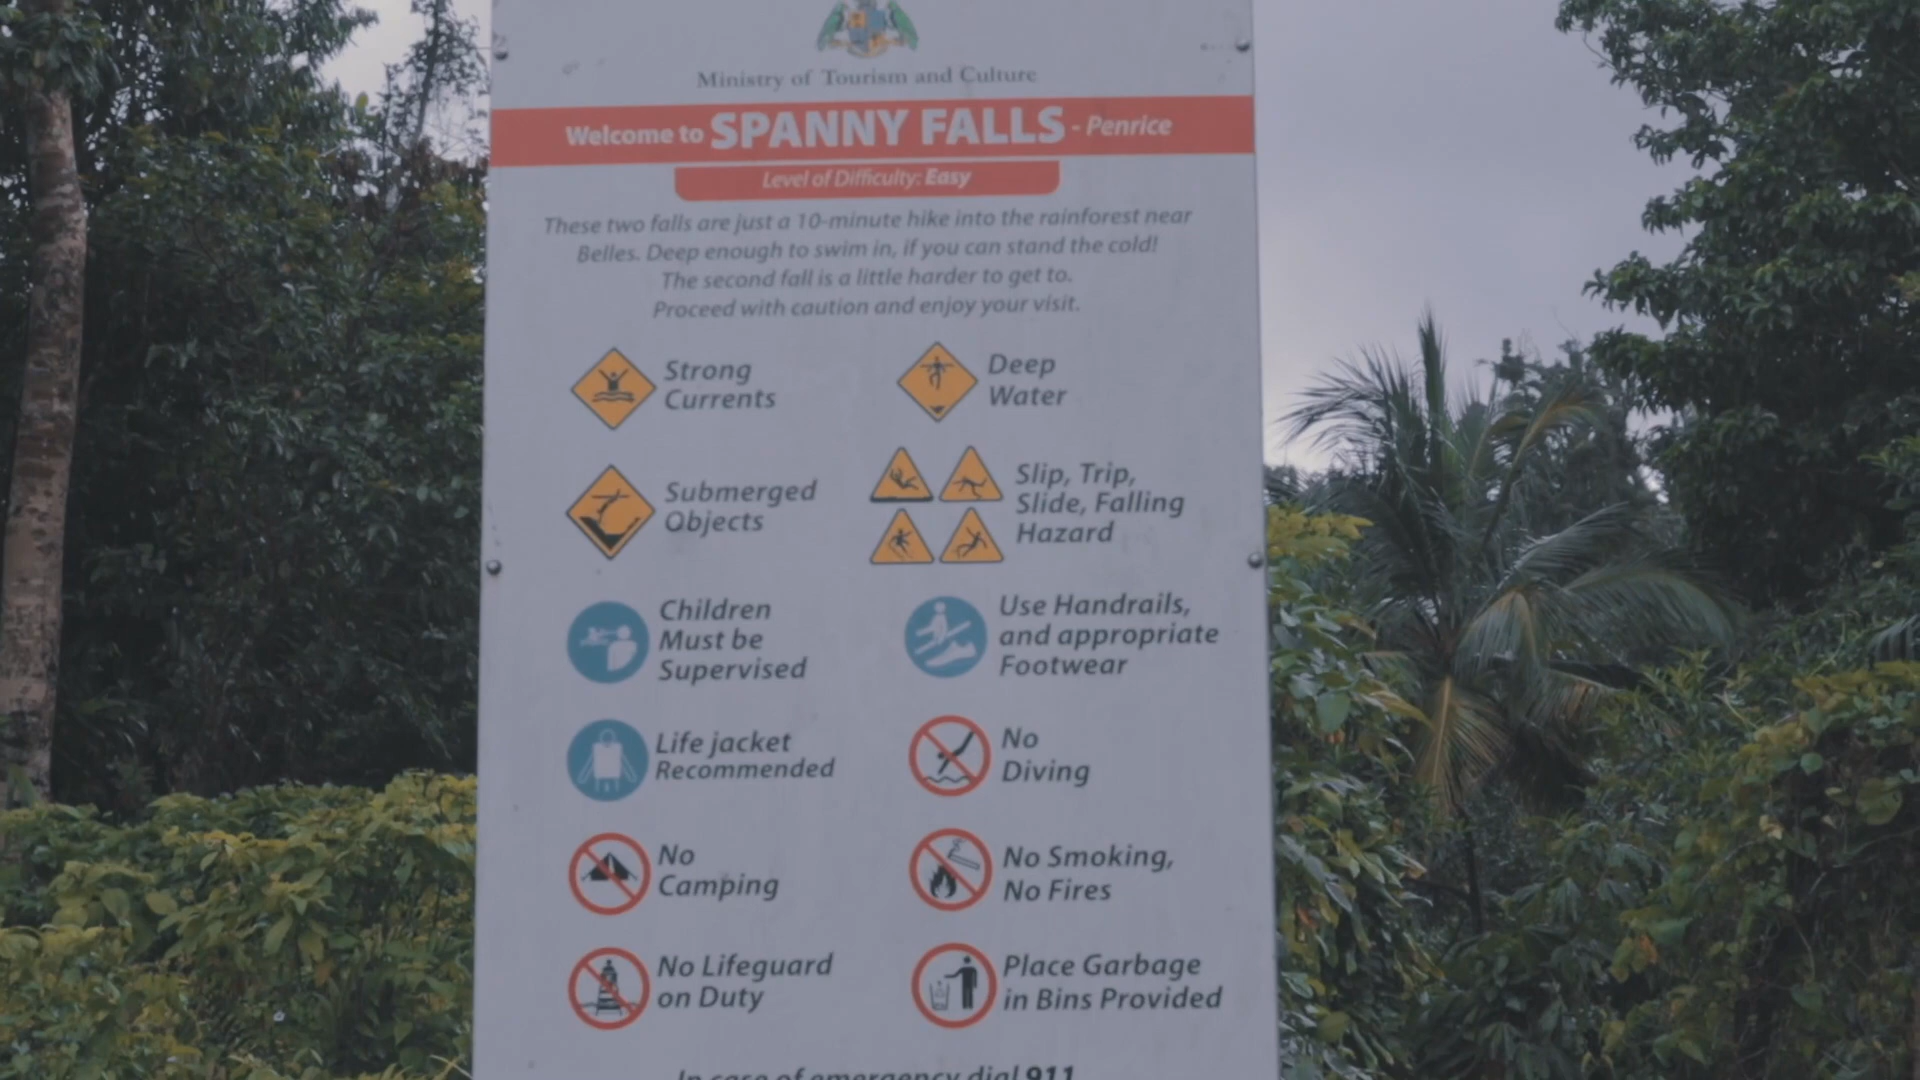 Ministry of Tourism and Culture
Welcome to SPANNY FALLS - Penrice
Level of Difficulty: Easy
These two falls are just a 10-minute hike into the rainforest near
Belles. Deep enough to swim in, if you can stand the cold!
The second fall is a little harder to get to.
Proceed with caution and enjoy your visit.
Strong
Currents
Deep
Water
Submerged
Objects
Slip, Trip,
Slide, Falling
Hazard
Children
Must be
Supervised
Use Handrails,
and appropriate
Footwear
Life jacket
Recommended
No
Diving
No
Camping
No Smoking,
No Fires
No Lifeguard
on Duty
Place Garbage
in Bins Provided
In case of emergency dial 911